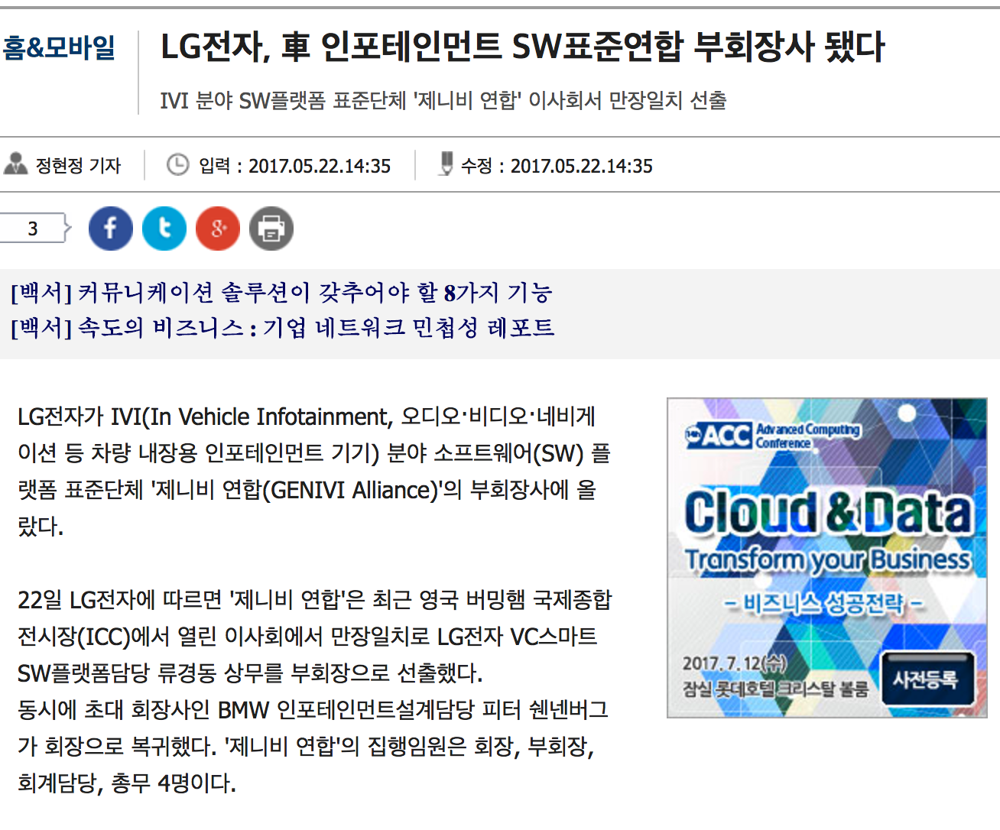 홈&모바일
LG전자, 車 인포테인먼트 SW표준연합 부회장사 됐다
IVI 분야 SW플랫폼 표준단체 '제니비 연합' 이사회서 만장일치 선출
정현정 기자
입력 : 2017.05.22.14:35
수정 : 2017.05.22.14:35
3
f
t
g+
[백서] 커뮤니케이션 솔루션이 갖추어야 할 8가지 기능
[백서] 속도의 비즈니스 : 기업 네트워크 민첩성 레포트
LG전자가 IVI(In Vehicle Infotainment, 오디오·비디오·네비게
이션 등 차량 내장용 인포테인먼트 기기) 분야 소프트웨어(SW) 플
랫폼 표준단체 '제니비 연합(GENIVI Alliance)'의 부회장사에 올
랐다.
22일 LG전자에 따르면 '제니비 연합'은 최근 영국 버밍햄 국제종합
전시장(ICC)에서 열린 이사회에서 만장일치로 LG전자 VC스마트
SW플랫폼담당 류경동 상무를 부회장으로 선출했다.
동시에 초대 회장사인 BMW 인포테인먼트설계담당 피터 쉔넨버그
가 회장으로 복귀했다. '제니비 연합'의 집행임원은 회장, 부회장,
회계담당, 총무 4명이다.
14th ACC Advanced Computing
Conference
Cloud & Data
Transform your Business
- 비즈니스 성공전략 -
2017. 7. 12(수)
잠실 롯데호텔 크리스탈 볼룸
사전등록